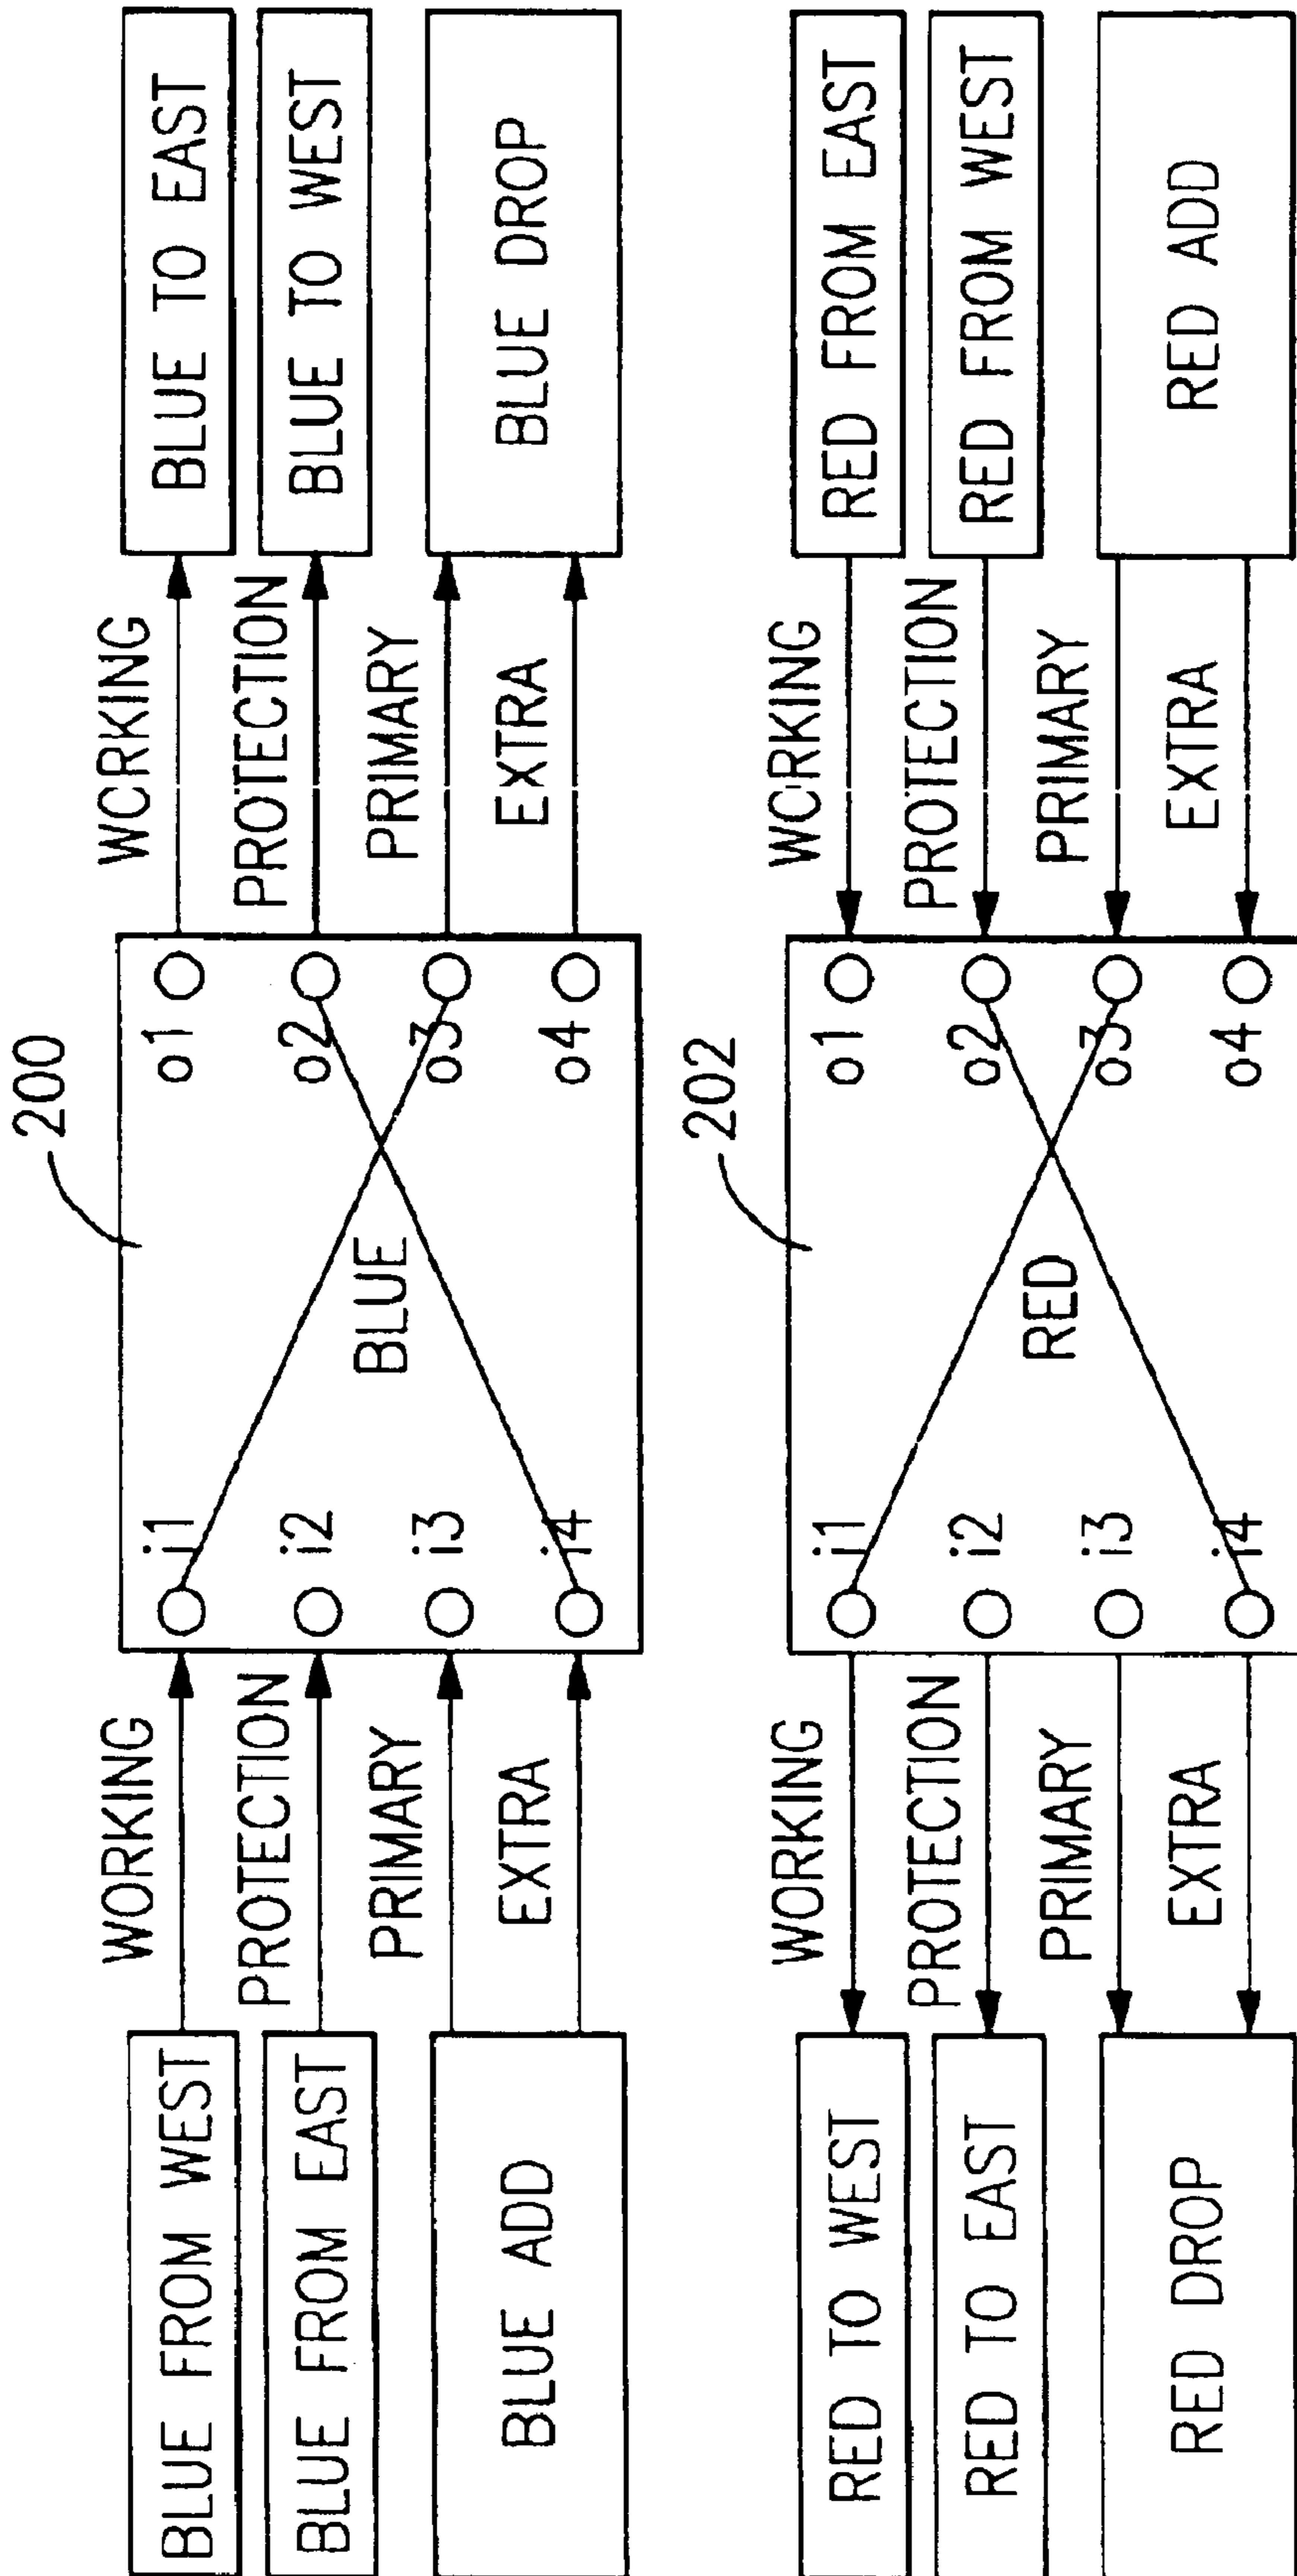 200
BLUE FROM WEST
WORKING
i1
o1
WORKING
BLUE TO EAST
BLUE FROM EAST
PROTECTION
i2
o2
PROTECTION
BLUE TO WEST
BLUE
BLUE ADD
PRIMARY
i3
o3
PRIMARY
BLUE DROP
EXTRA
i4
o4
EXTRA
202
RED TO WEST
WORKING
i1
o1
WORKING
RED FROM EAST
RED TO EAST
PROTECTION
i2
o2
PROTECTION
RED FROM WEST
RED
RED DROP
PRIMARY
i3
o3
PRIMARY
RED ADD
EXTRA
i4
o4
EXTRA